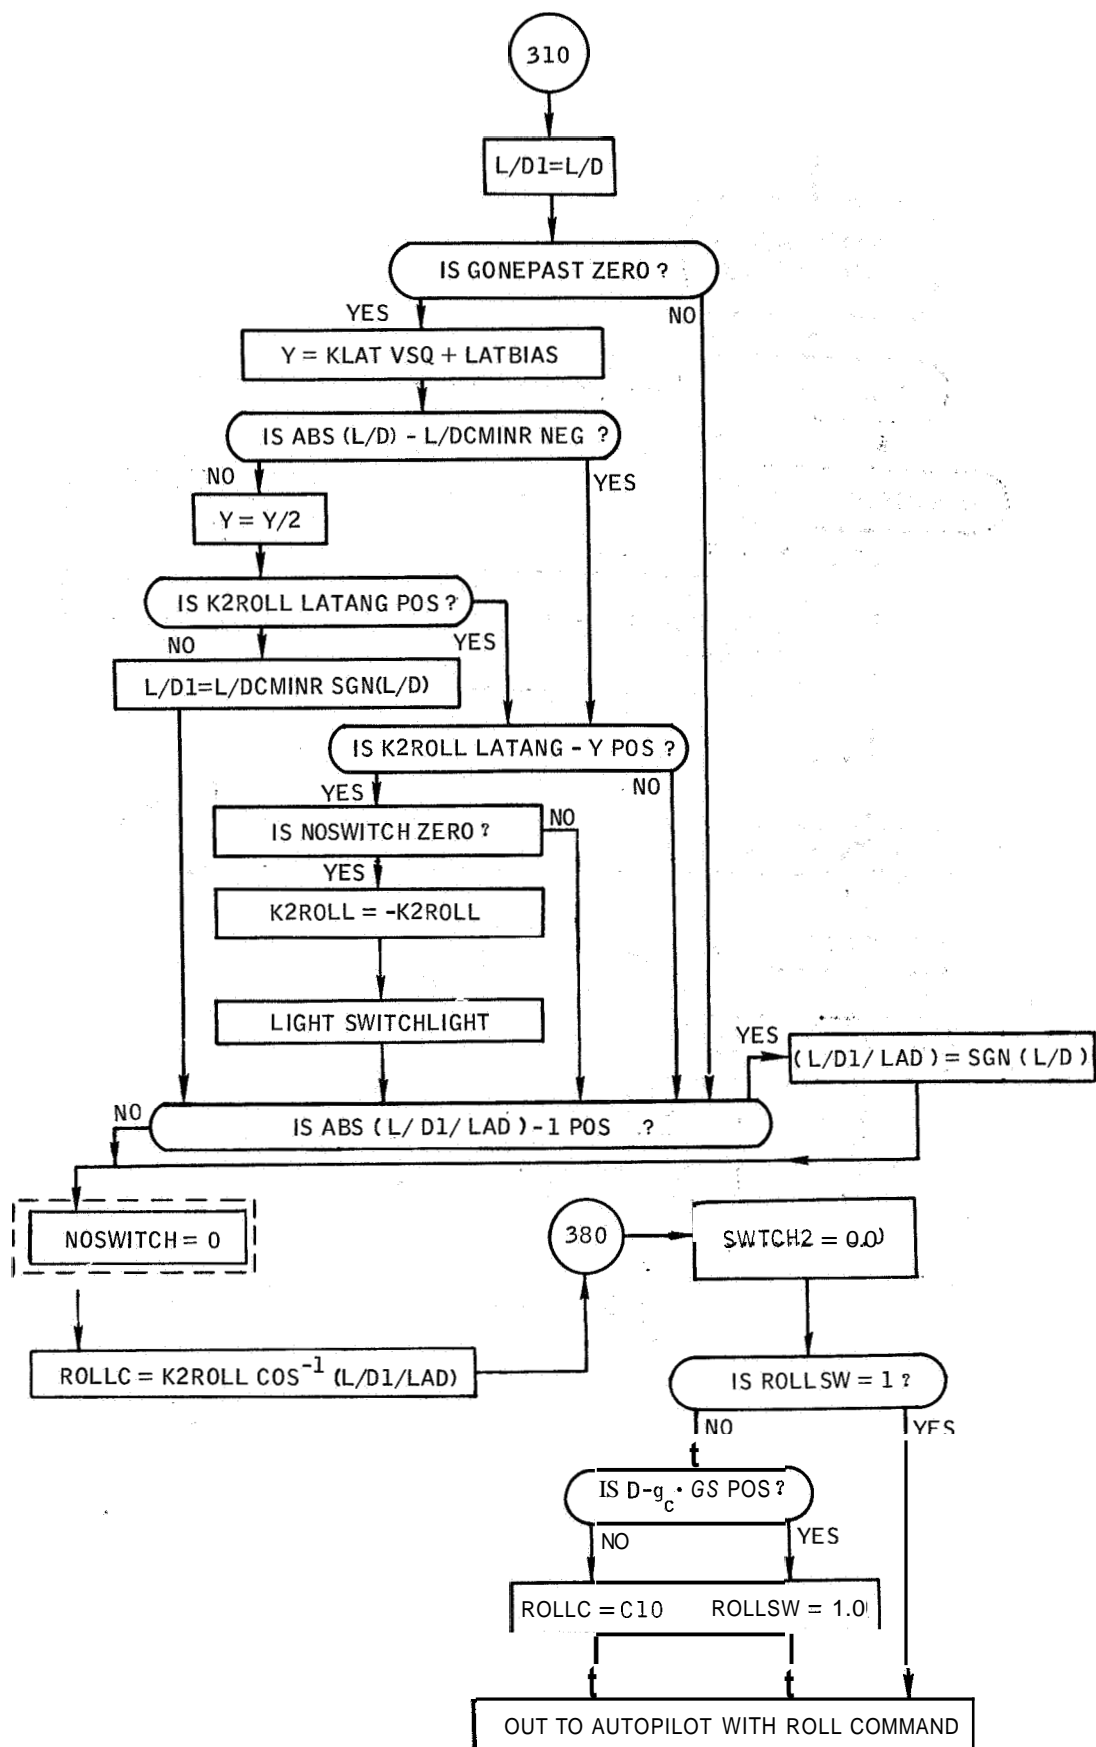 310
L/D1=L/D
IS GONEPAST ZERO ?
YES
NO
Y = KLAT VSQ + LATBIAS
IS ABS (L/D) - L/DCMINR NEG ?
NO
YES
Y = Y/2
IS K2ROLL LATANG POS ?
NO
YES
L/D1=L/DCMINR SGN(L/D)
IS K2ROLL LATANG - Y POS ?
YES
NO
IS NOSWITCH ZERO ?
NO
YES
K2ROLL = -K2ROLL
LIGHT SWITCHLIGHT
YES
(L/D1/LAD) = SGN (L/D)
NO
IS ABS (L/D1/LAD) - 1 POS .?
NOSWITCH = 0
380
SWTCH2 = 0.0
ROLLC = K2ROLL COS⁻¹ (L/D1/LAD)
IS ROLLSW = 1 ?
NO
YES
IS D-g_c · GS POS ?
NO
YES
ROLLC = C10
ROLLSW = 1.0
OUT TO AUTOPILOT WITH ROLL COMMAND